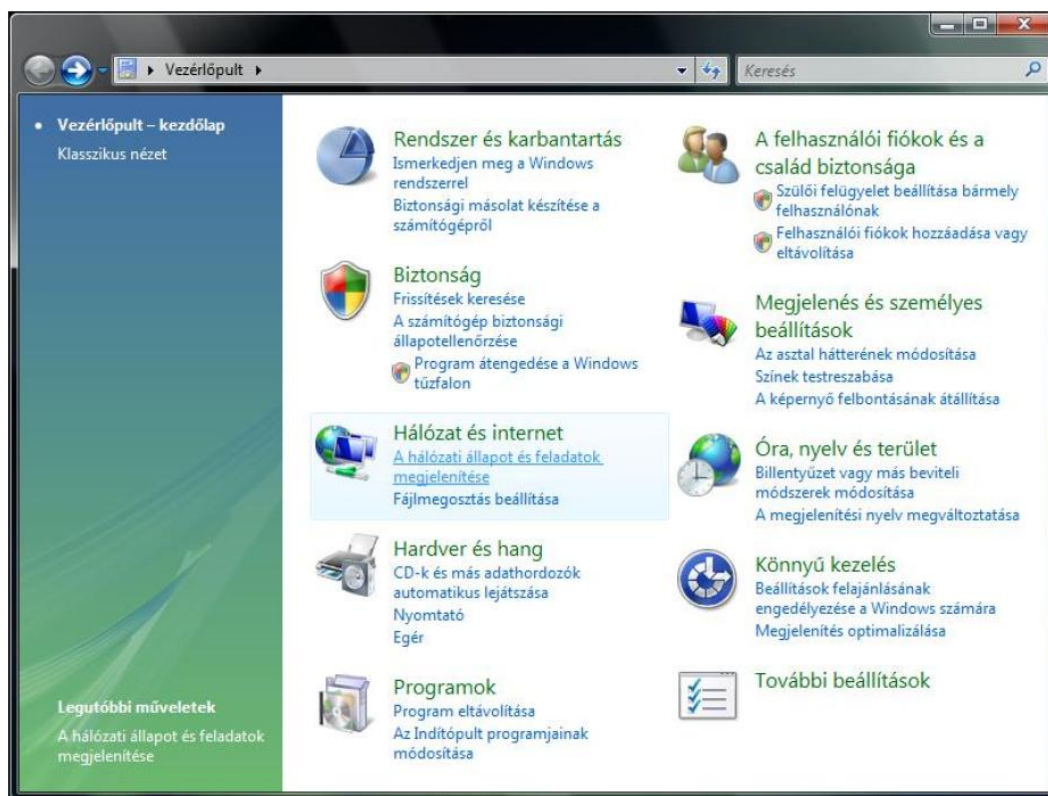 Vezérlőpult
Keresés
Vezérlőpult – kezdőlap
Klasszikus nézet
Legutóbbi műveletek
A hálózati állapot és feladatok
megjelenítése
Rendszer és karbantartás
Ismerkedjen meg a Windows
rendszerrel
Biztonsági másolat készítése a
számítógépről
Biztonság
Frissítések keresése
A számítógép biztonsági
állapotellenőrzése
Program átengedése a Windows
tűzfalon
Hálózat és internet
A hálózati állapot és feladatok
megjelenítése
Fájlmegosztás beállítása
Hardver és hang
CD-k és más adathordozók
automatikus lejátszása
Nyomtató
Egér
Programok
Program eltávolítása
Az Indítópult programjainak
módosítása
A felhasználói fiókok és a
család biztonsága
Szülői felügyelet beállítása bármely
felhasználónak
Felhasználói fiókok hozzáadása vagy
eltávolítása
Megjelenés és személyes
beállítások
Az asztal hátterének módosítása
Színek testreszabása
A képernyő felbontásának átállítása
Óra, nyelv és terület
Billentyűzet vagy más beviteli
módszerek módosítása
A megjelenítési nyelv megváltoztatása
Könnyű kezelés
Beállítások felajánlásának
engedélyezése a Windows számára
Megjelenítés optimalizálása
További beállítások